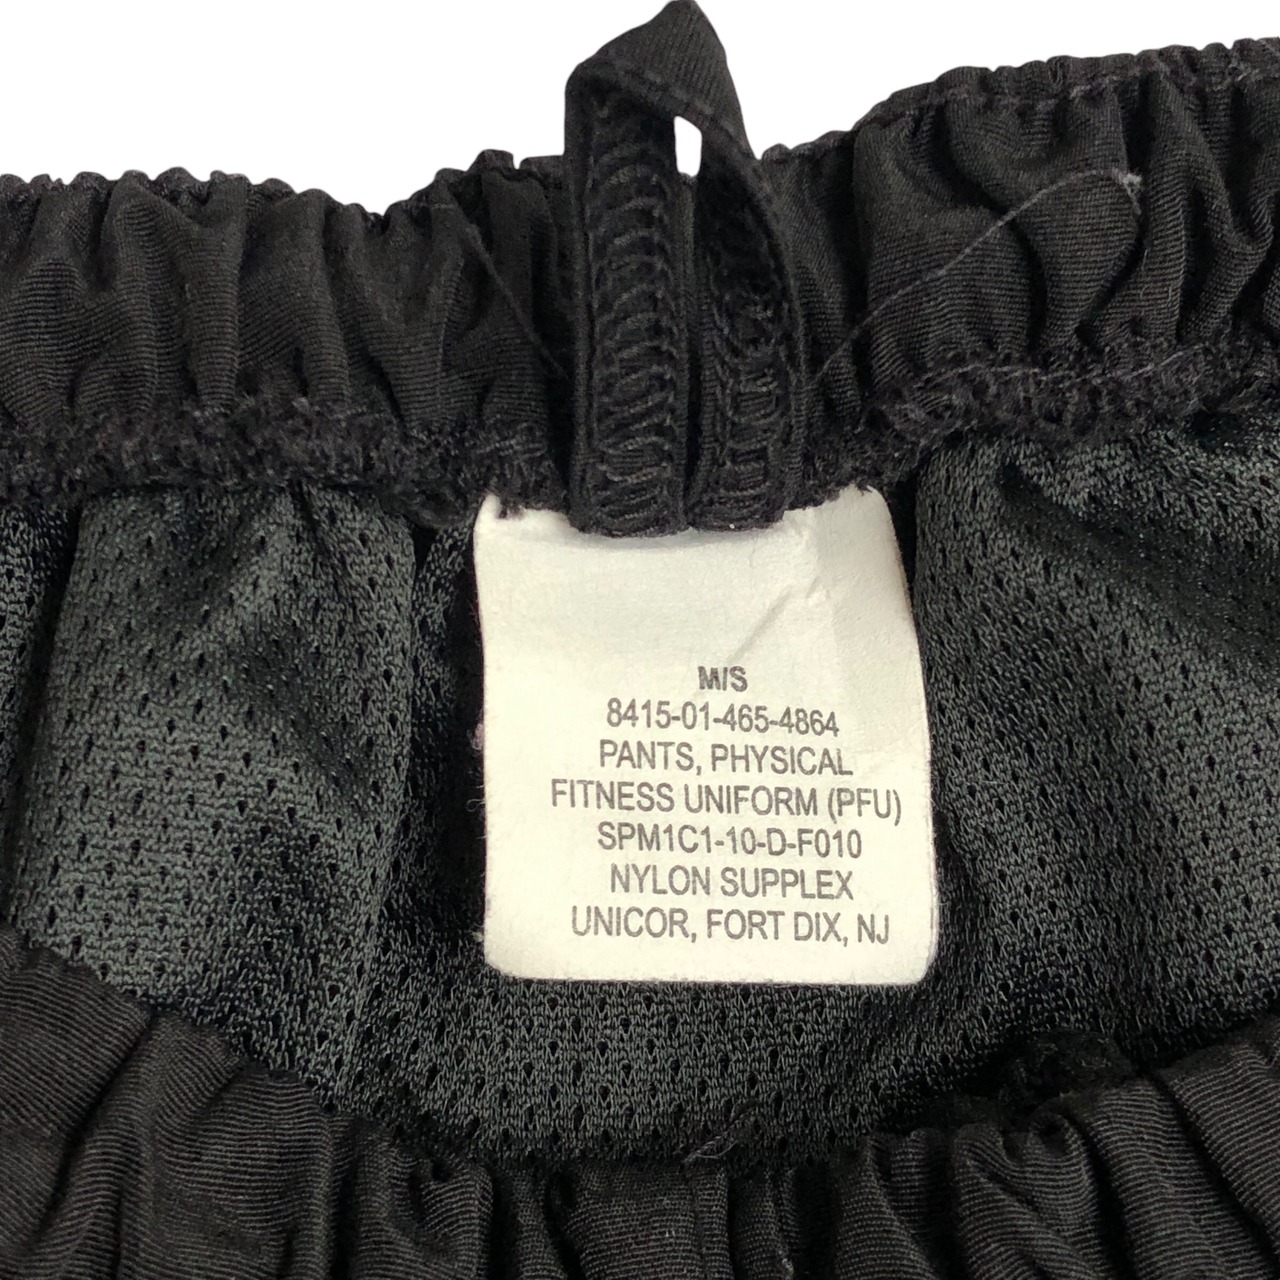 M/S
8415-01-465-4864
PANTS, PHYSICAL
FITNESS UNIFORM (PFU)
SPM1C1-10-D-F010
NYLON SUPPLEX
UNICOR, FORT DIX, NJ